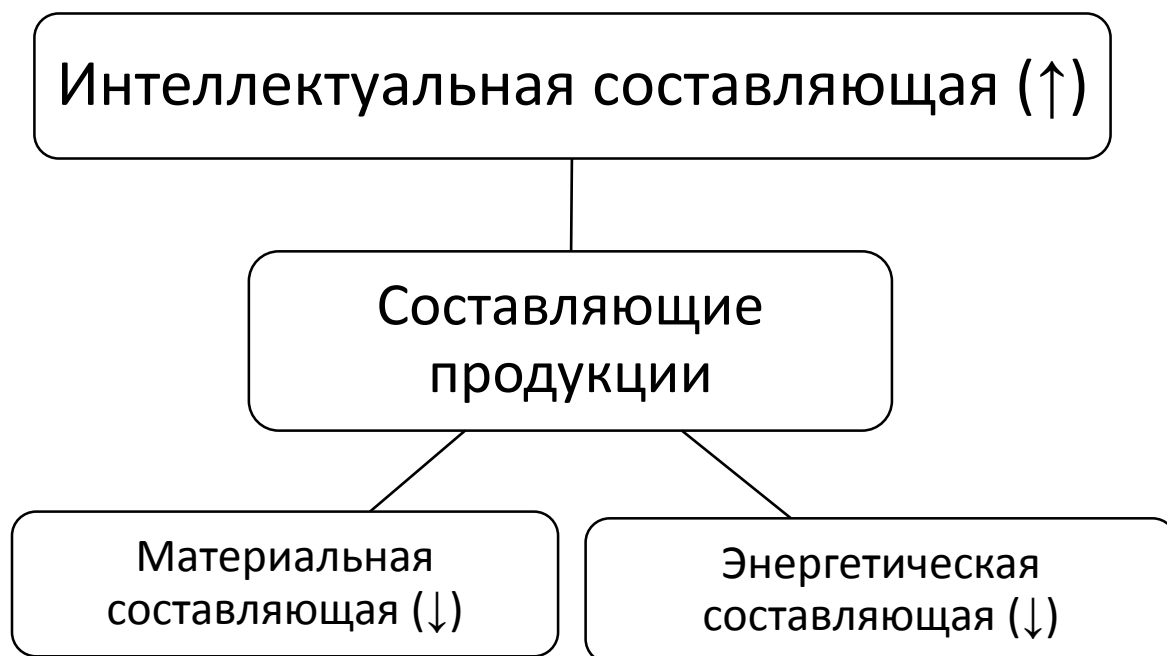 Интеллектуальная составляющая (↑)
Составляющие
продукции
Материальная
составляющая (↓)
Энергетическая
составляющая (↓)